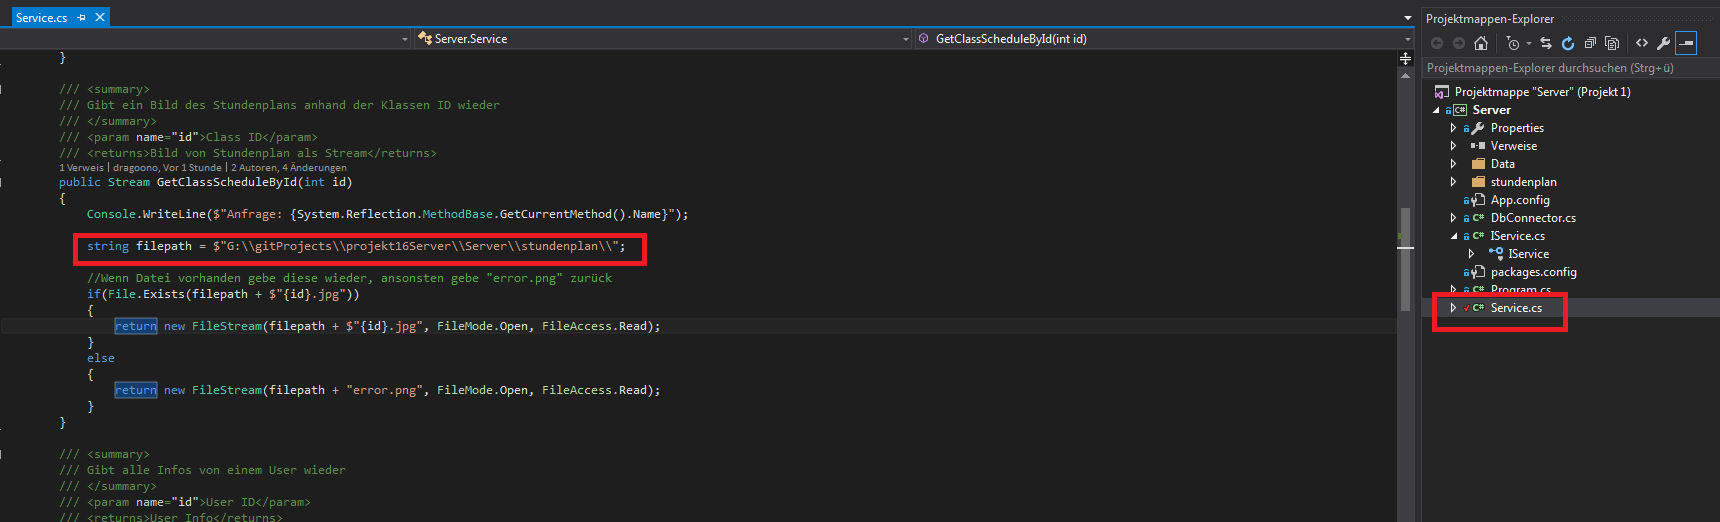 Service.cs
Server.Service
GetClassScheduleById(int id)
}
/// <summary>
/// Gibt ein Bild des Stundenplans anhand der Klassen ID wieder
/// </summary>
/// <param name="id">Class ID</param>
/// <returns>Bild von Stundenplan als Stream</returns>
1 Verweis | dragoono, Vor 1 Stunde | 2 Autoren, 4 Änderungen
public Stream GetClassScheduleById(int id)
{
Console.WriteLine($"Anfrage: {System.Reflection.MethodBase.GetCurrentMethod().Name}");
string filepath = $"G:\\gitProjects\\projekt16Server\\Server\\stundenplan\\";
//Wenn Datei vorhanden gebe diese wieder, ansonsten gebe "error.png" zurück
if(File.Exists(filepath + $"{id}.jpg"))
{
return new FileStream(filepath + $"{id}.jpg", FileMode.Open, FileAccess.Read);
}
else
{
return new FileStream(filepath + "error.png", FileMode.Open, FileAccess.Read);
}
}
/// <summary>
/// Gibt alle Infos von einem User wieder
/// </summary>
/// <param name="id">User ID</param>
/// <returns>User Info</returns>
Projektmappen-Explorer
Projektmappen-Explorer durchsuchen (Strg+ü)
Projektmappe "Server" (Projekt 1)
C# Server
Properties
Verweise
Data
stundenplan
App.config
C# DbConnector.cs
C# IService.cs
IService
packages.config
C# Program.cs
C# Service.cs